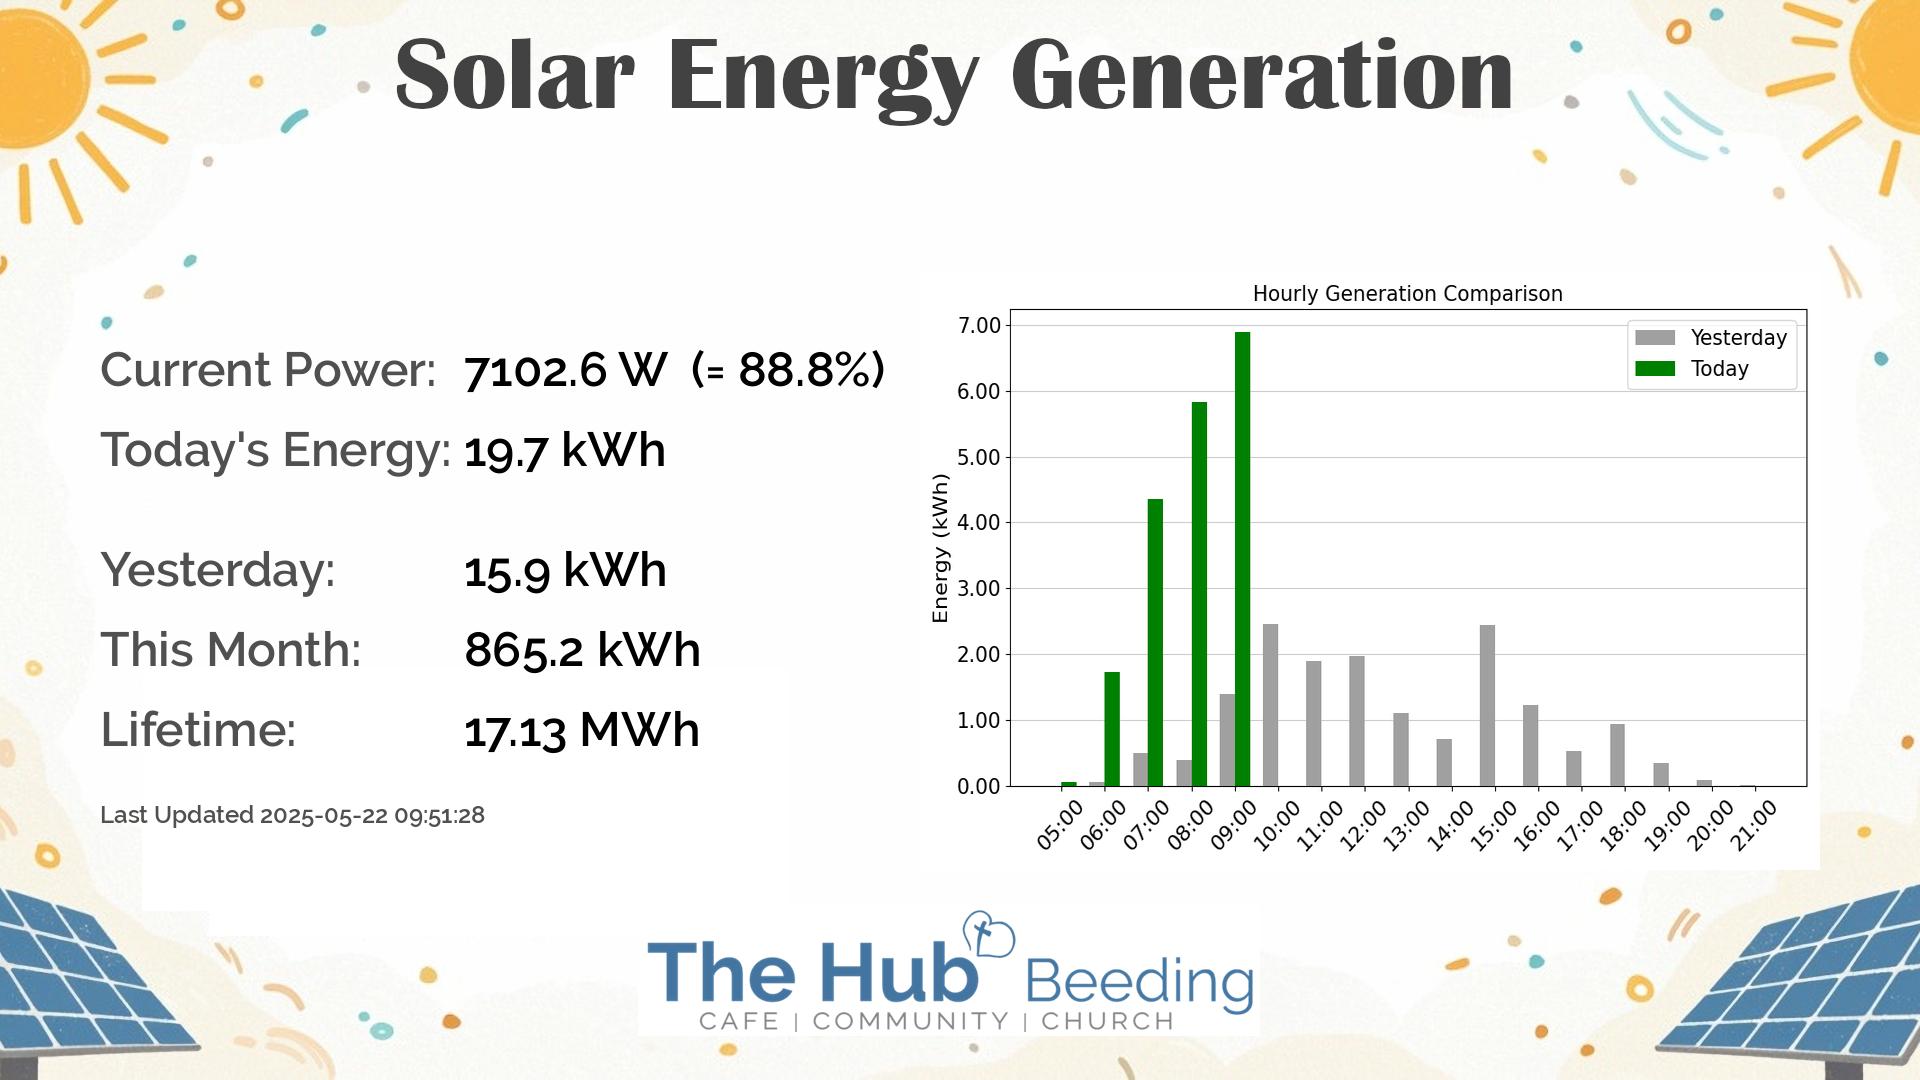 Solar Energy Generation
Current Power: 7102.6 W (= 88.8%)
Today's Energy: 19.7 kWh
Yesterday: 15.9 kWh
This Month: 865.2 kWh
Lifetime: 17.13 MWh
Last Updated 2025-05-22 09:51:28
Hourly Generation Comparison
Yesterday
Today
Energy (kWh)
7.00
6.00
5.00
4.00
3.00
2.00
1.00
0.00
05:00 06:00 07:00 08:00 09:00 10:00 11:00 12:00 13:00 14:00 15:00 16:00 17:00 18:00 19:00 20:00 21:00
The Hub Beeding
CAFE | COMMUNITY | CHURCH